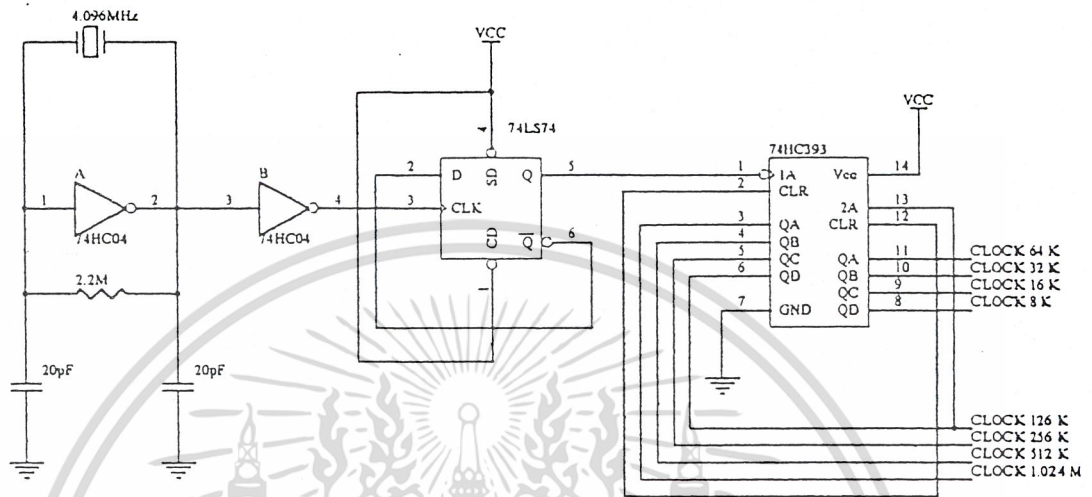 4.096MHz
A
1
2
74HC04
2.2M
20pF
20pF
B
3
4
74HC04
VCC
4
74LS74
2
D
SD
Q
5
3
CLK
CD
Q
6
1
VCC
74HC393
1
1A
Vcc
14
2
CLR
2A
13
CLR
12
3
QA
4
QB
5
QC
6
QD
QA
11
CLOCK 64 K
QB
10
CLOCK 32 K
QC
9
CLOCK 16 K
QD
8
CLOCK 8 K
7
GND
CLOCK 126 K
CLOCK 256 K
CLOCK 512 K
CLOCK 1.024 M